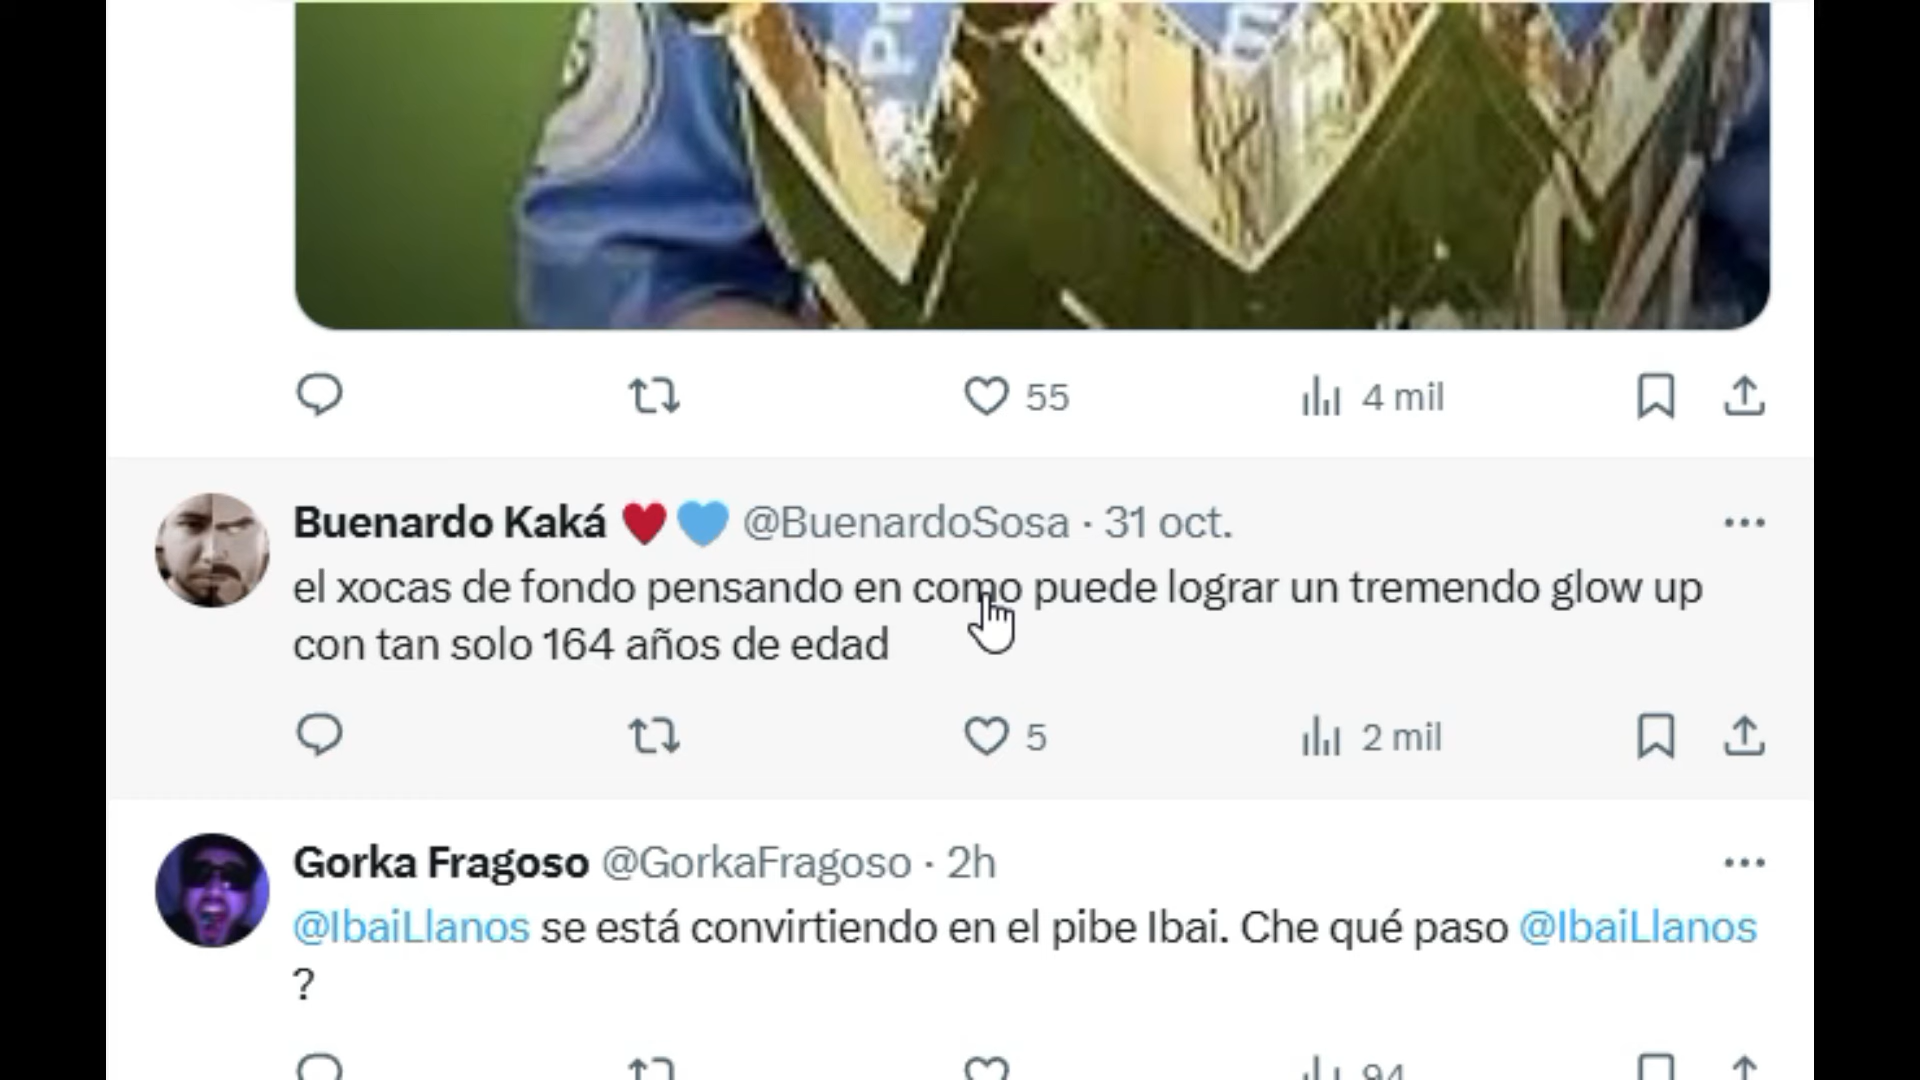 Pr
m
55
4 mil
Buenardo Kaká @BuenardoSosa · 31 oct.
el xocas de fondo pensando en como puede lograr un tremendo glow up
con tan solo 164 años de edad
5
2 mil
Gorka Fragoso @GorkaFragoso · 2h
@IbaiLlanos se está convirtiendo en el pibe Ibai. Che qué paso @IbaiLlanos
?
94